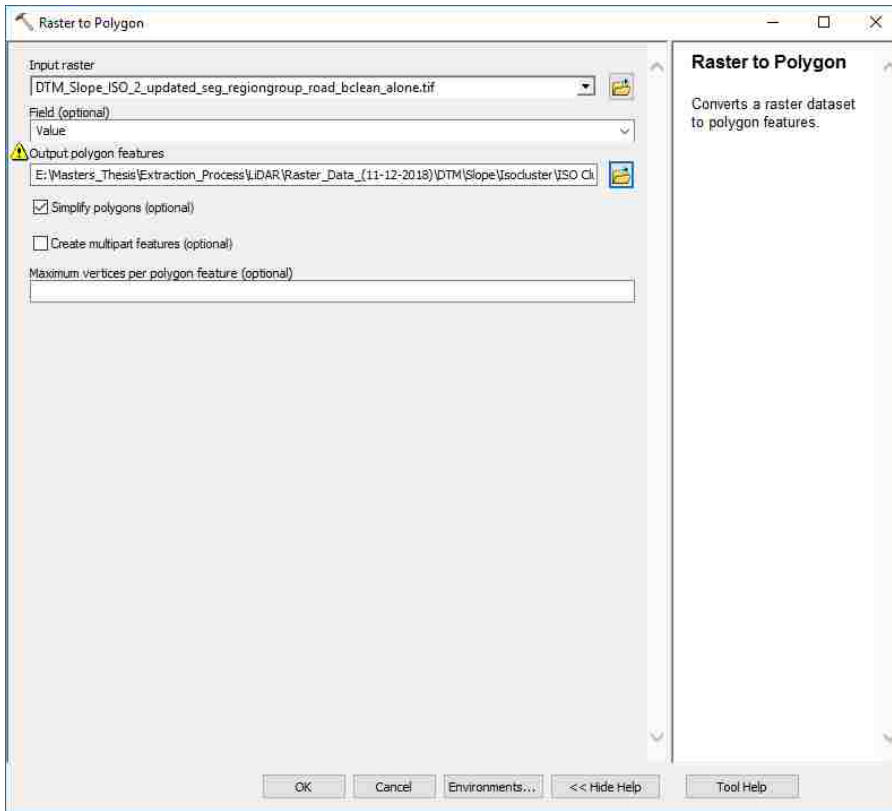 Raster to Polygon
Input raster
DTM_Slope_ISO_2_updated_seg_regiongroup_road_bclean_alone.tif
Field (optional)
Value
Output polygon features
E:\Masters_Thesis\Extraction_Process\LiDAR\Raster_Data_(11-12-2018)\DTM\Slope\Isocluster\ISO Clu
Simplify polygons (optional)
Create multipart features (optional)
Maximum vertices per polygon feature (optional)
Raster to Polygon
Converts a raster dataset
to polygon features.
OK
Cancel
Environments...
<< Hide Help
Tool Help